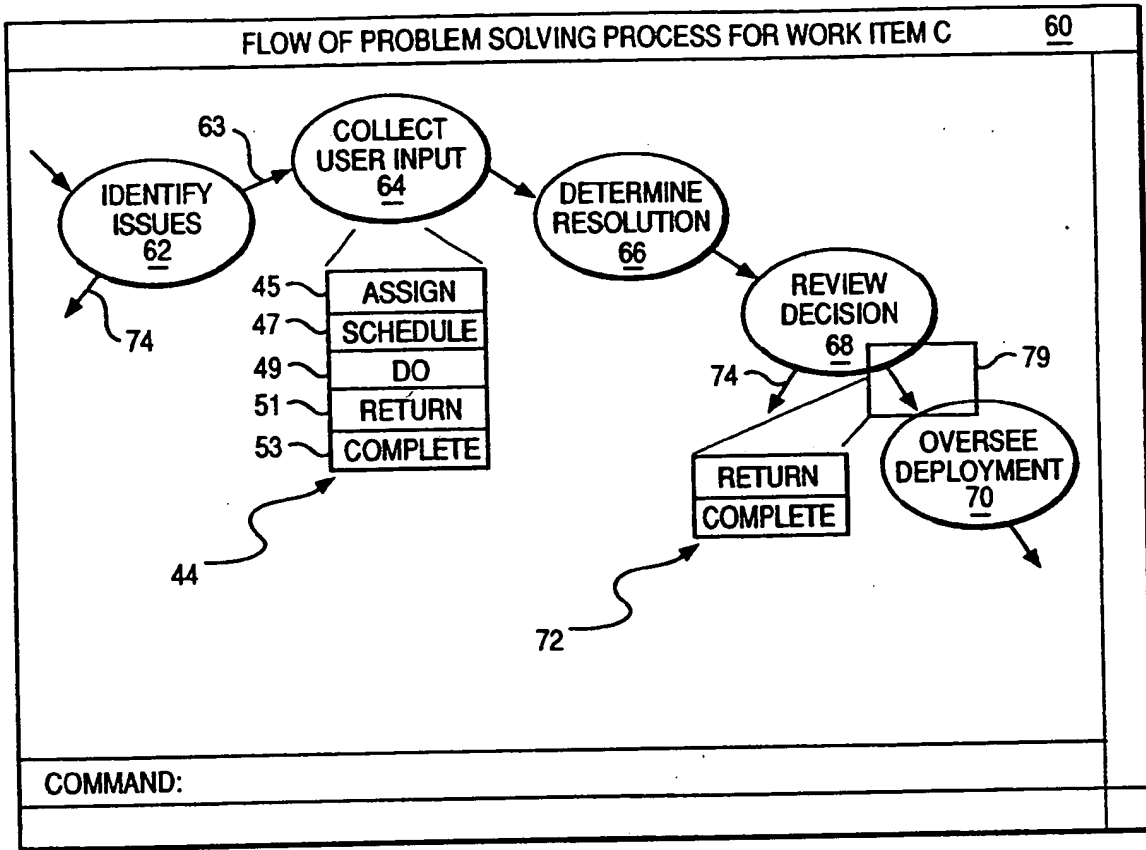 FLOW OF PROBLEM SOLVING PROCESS FOR WORK ITEM C 60
63
COLLECT
USER INPUT
64
IDENTIFY
ISSUES
62
DETERMINE
RESOLUTION
66
74
45 ASSIGN
47 SCHEDULE
49 DO
51 RETURN
53 COMPLETE
44
REVIEW
DECISION
68
79
74
OVERSEE
DEPLOYMENT
70
RETURN
COMPLETE
72
COMMAND: